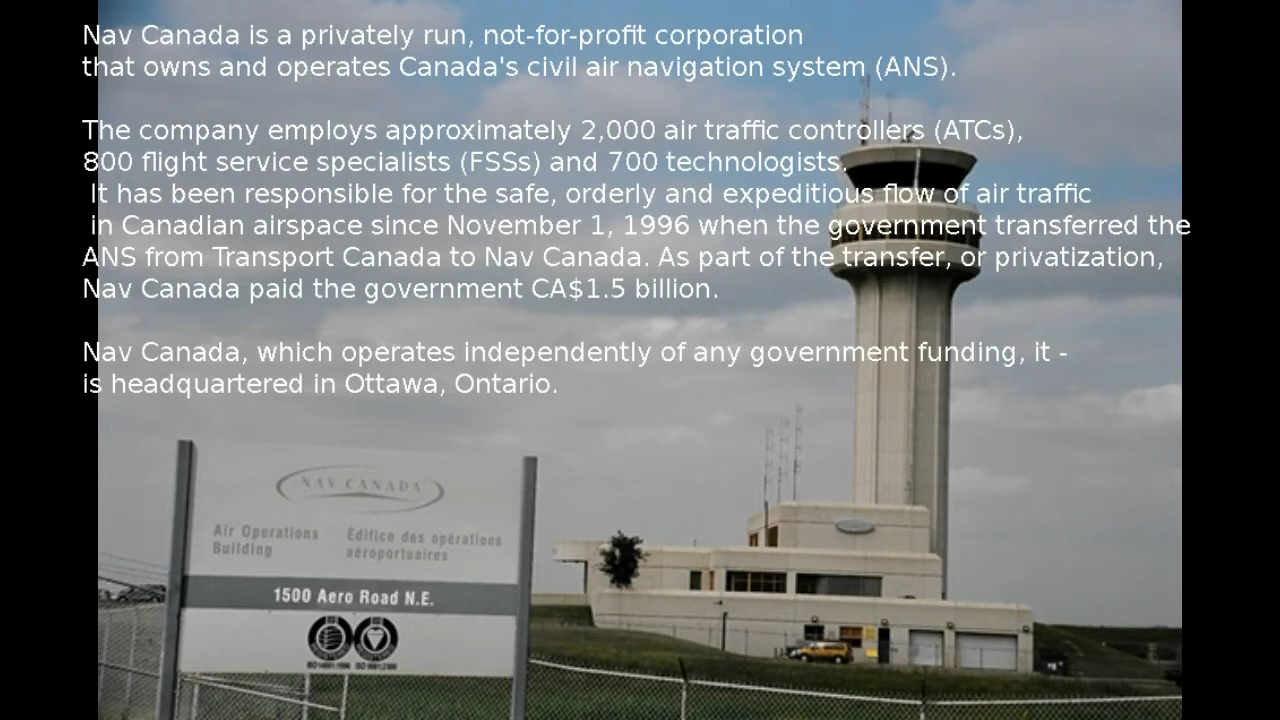 Nav Canada is a privately run, not-for-profit corporation
that owns and operates Canada's civil air navigation system (ANS).
The company employs approximately 2,000 air traffic controllers (ATCs),
800 flight service specialists (FSSs) and 700 technologists.
It has been responsible for the safe, orderly and expeditious flow of air traffic
in Canadian airspace since November 1, 1996 when the government transferred the
ANS from Transport Canada to Nav Canada. As part of the transfer, or privatization,
Nav Canada paid the government CA$1.5 billion.
Nav Canada, which operates independently of any government funding, it -
is headquartered in Ottawa, Ontario.
NAV CANADA
Air Operations
Building
Édifice des opérations
aéroportuaires
1500 Aero Road N.E.